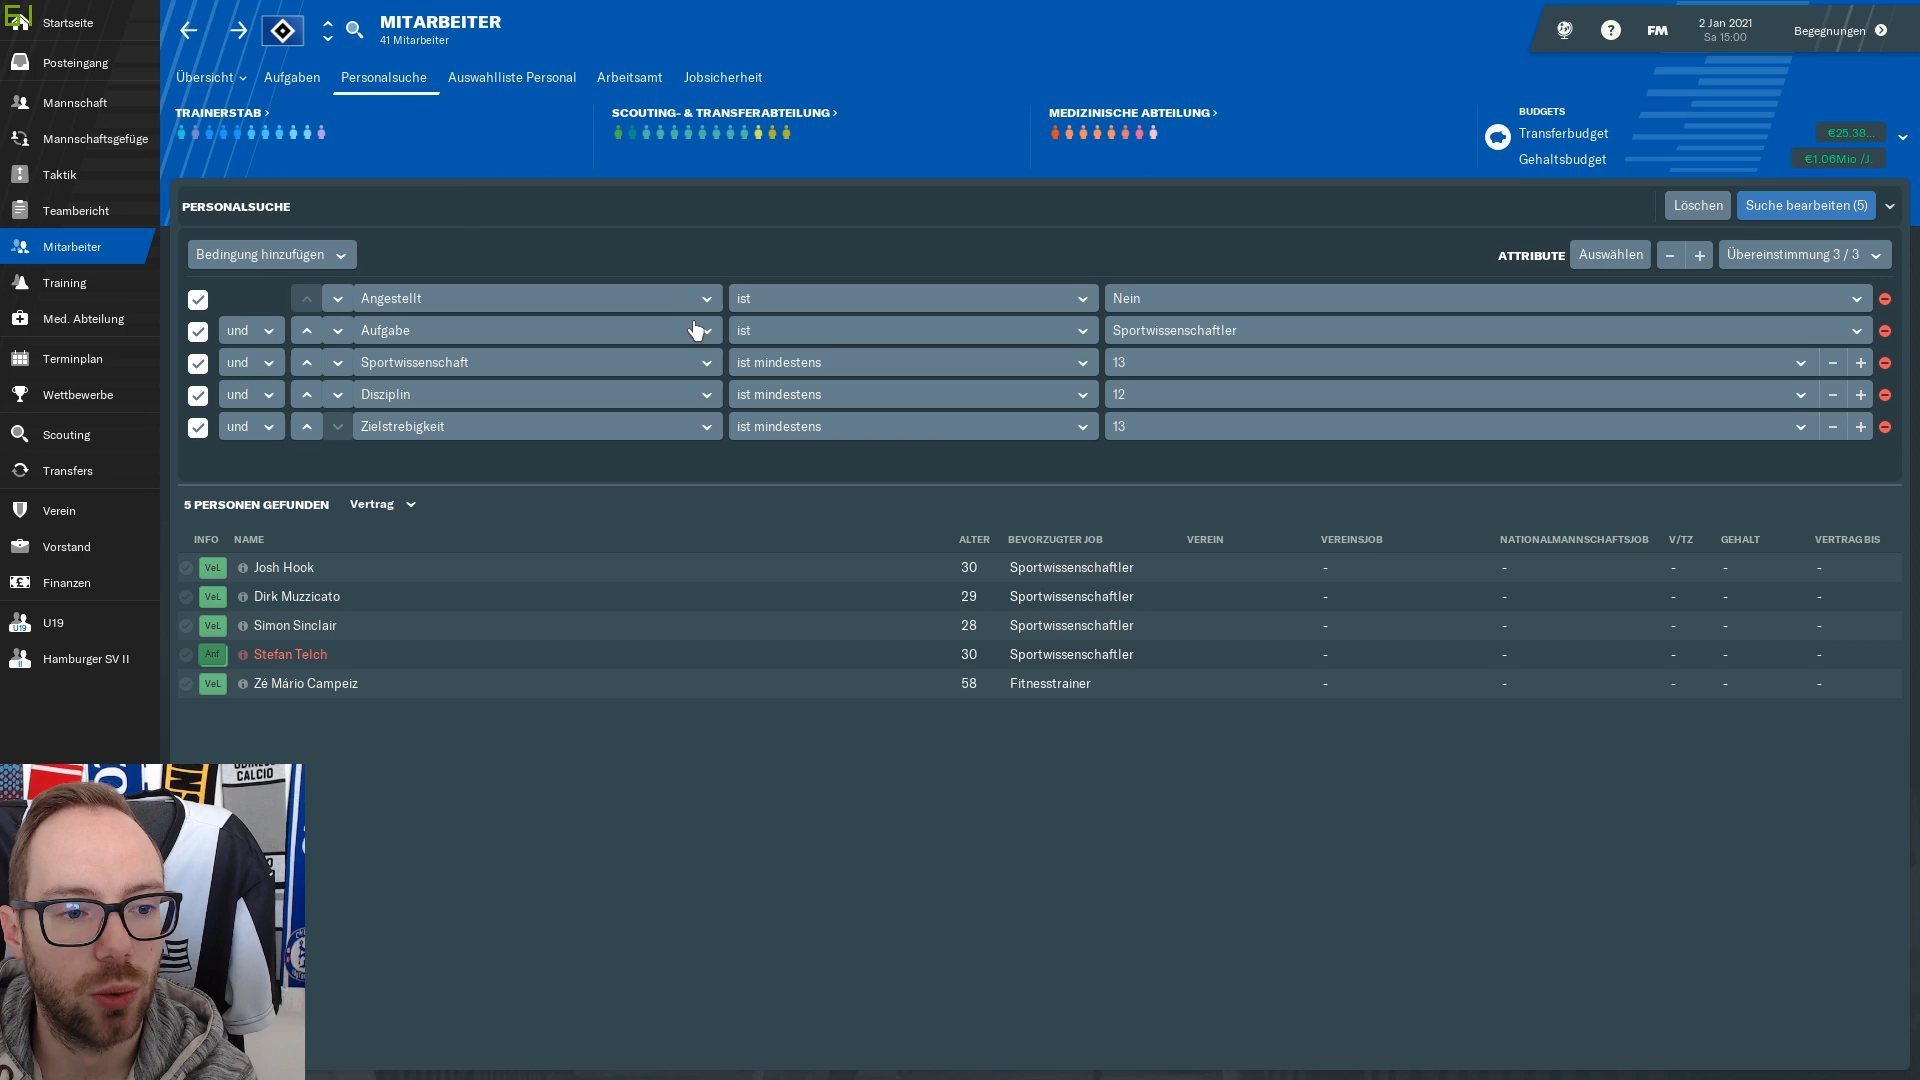 Startseite
Posteingang
Mannschaft
Mannschaftsgefüge
Taktik
Teambericht
Mitarbeiter
Training
Med. Abteilung
Terminplan
Wettbewerbe
Scouting
Transfers
Verein
Vorstand
Finanzen
U19 U19
Hamburger SV II
MITARBEITER
41 Mitarbeiter
? FM 2 Jan 2021 Begegnungen
Sa 15:00
Übersicht Aufgaben Personalsuche Auswahlliste Personal Arbeitsamt Jobsicherheit
TRAINERSTAB > SCOUTING- & TRANSFERABTEILUNG > MEDIZINISCHE ABTEILUNG >
BUDGETS
Transferbudget €25.38...
Gehaltsbudget €1.06Mio /J.
PERSONALSUCHE Löschen Suche bearbeiten (5)
Bedingung hinzufügen ATTRIBUTE Auswählen - + Übereinstimmung 3 / 3
Angestellt ist Nein
und Aufgabe ist Sportwissenschaftler
und Sportwissenschaft ist mindestens 13 - +
und Disziplin ist mindestens 12 - +
und Zielstrebigkeit ist mindestens 13 - +
5 PERSONEN GEFUNDEN Vertrag
INFO NAME ALTER BEVORZUGTER JOB VEREIN VEREINSJOB NATIONALMANNSCHAFTSJOB V/TZ GEHALT VERTRAG BIS
VeL Josh Hook 30 Sportwissenschaftler - - - - -
VeL Dirk Muzzicato 29 Sportwissenschaftler - - - - -
VeL Simon Sinclair 28 Sportwissenschaftler - - - - -
Anf Stefan Telch 30 Sportwissenschaftler - - - - -
VeL Zé Mário Campeiz 58 Fitnesstrainer - - - - -
CALCIO